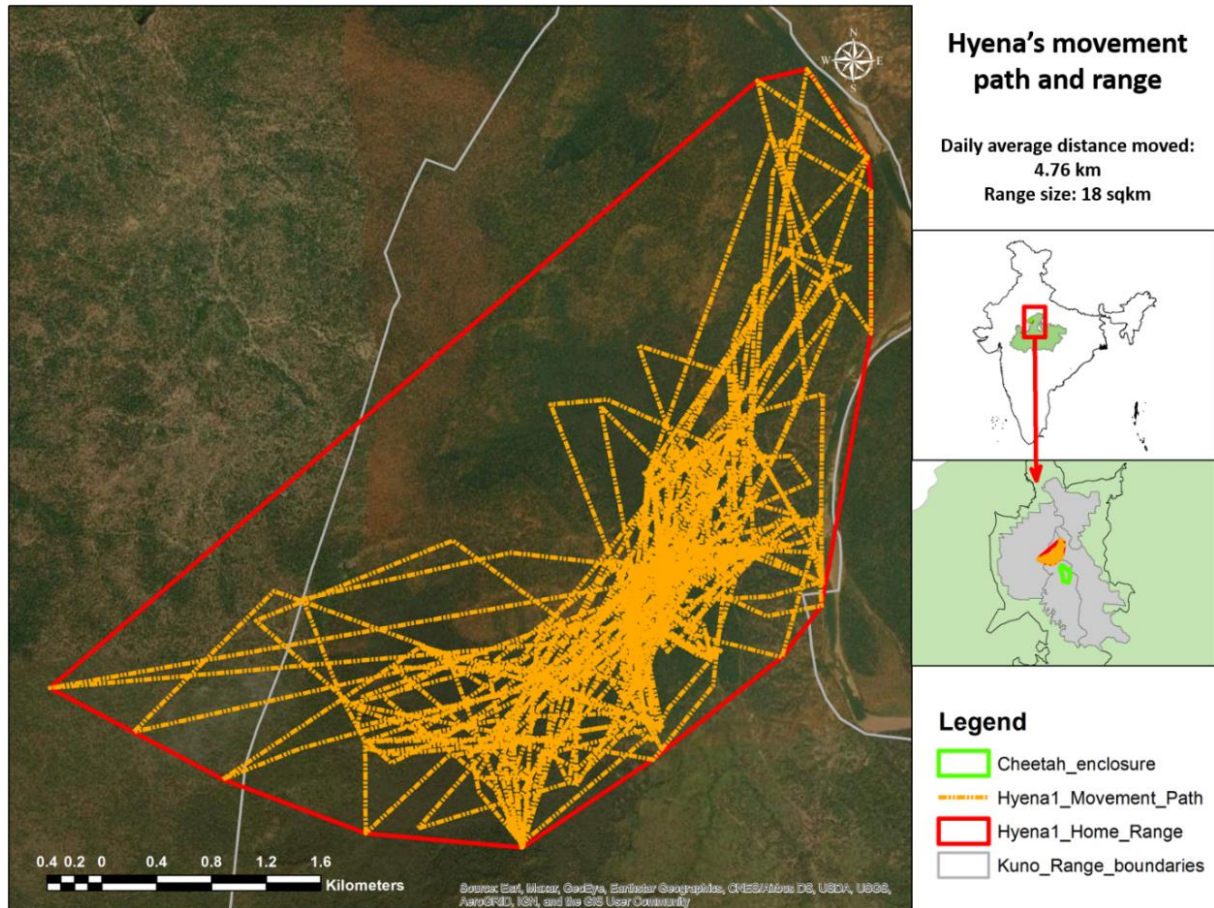 Hyena's movement
path and range
Daily average distance moved:
4.76 km
Range size: 18 sqkm
N
W E
S
Legend
Cheetah_enclosure
Hyena1_Movement_Path
Hyena1_Home_Range
Kuno_Range_boundaries
0.4 0.2 0 0.4 0.8 1.2 1.6
Kilometers
Source: Esri, Maxar, GeoEye, Earthstar Geographics, CNES/Airbus DS, USDA, USGS,
AeroGRID, IGN, and the GIS User Community